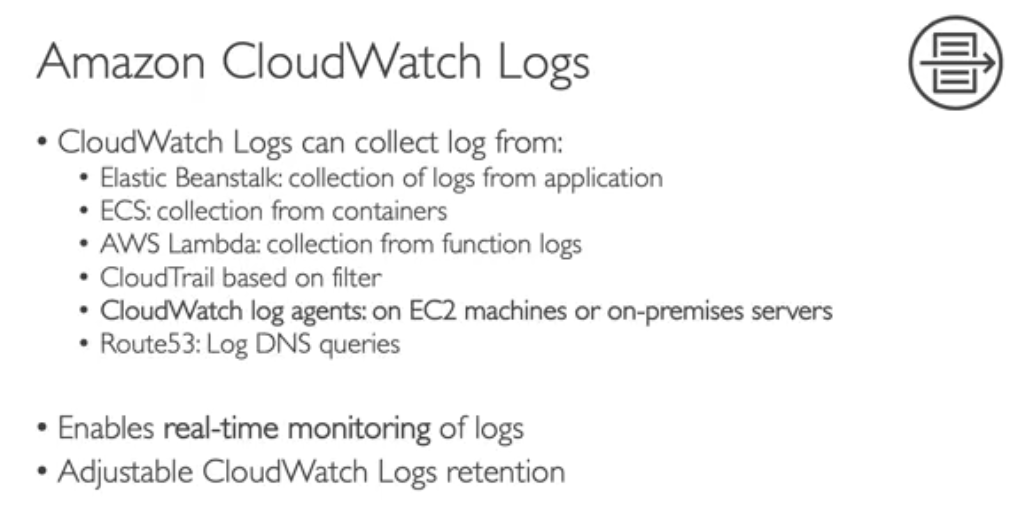 Amazon CloudWatch Logs
• CloudWatch Logs can collect log from:
• Elastic Beanstalk: collection of logs from application
• ECS: collection from containers
• AWS Lambda: collection from function logs
• CloudTrail based on filter
• CloudWatch log agents: on EC2 machines or on-premises servers
• Route53: Log DNS queries
• Enables real-time monitoring of logs
• Adjustable CloudWatch Logs retention